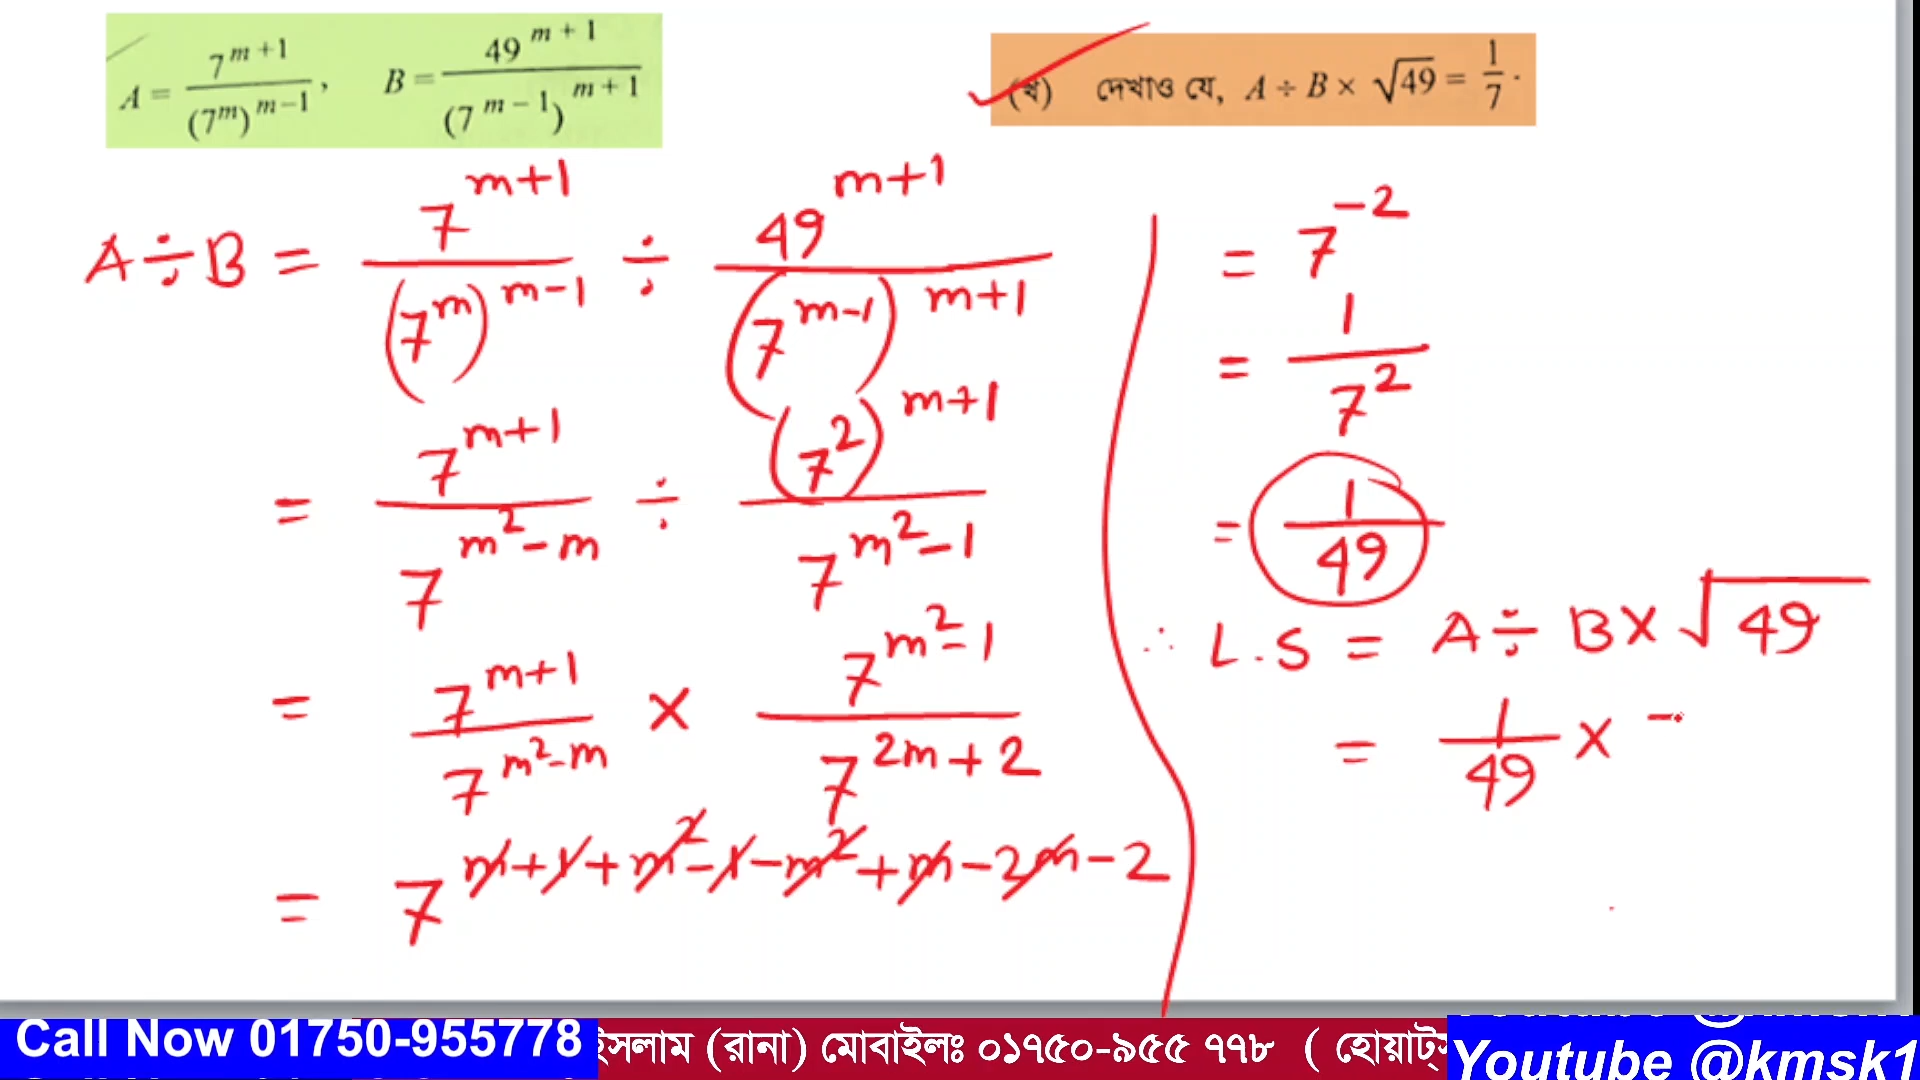 A = 7^{m+1} / (7^m)^{m-1} , B = 49^{m+1} / (7^{m-1})^{m+1}
(খ) দেখাও যে, A ÷ B × √49 = 1/7 .
A ÷ B = 7^{m+1} / (7^m)^{m-1} ÷ 49^{m+1} / (7^{m-1})^{m+1}
= 7^{m+1} / 7^{m²-m} ÷ (7²)^{m+1} / 7^{m²-1}
= 7^{m+1} / 7^{m²-m} × 7^{m²-1} / 7^{2m+2}
= 7^{m+1+m²-1-m²+m-2m-2}
= 7^{-2}
= 1 / 7²
= 1 / 49
∴ L.S = A ÷ B × √49
= 1/49 ×
Call Now 01750-955778
ইসলাম (রানা) মোবাইলঃ ০১৭৫০-৯৫৫ ৭৭৮ ( হোয়াট্স
Youtube @kmsk1